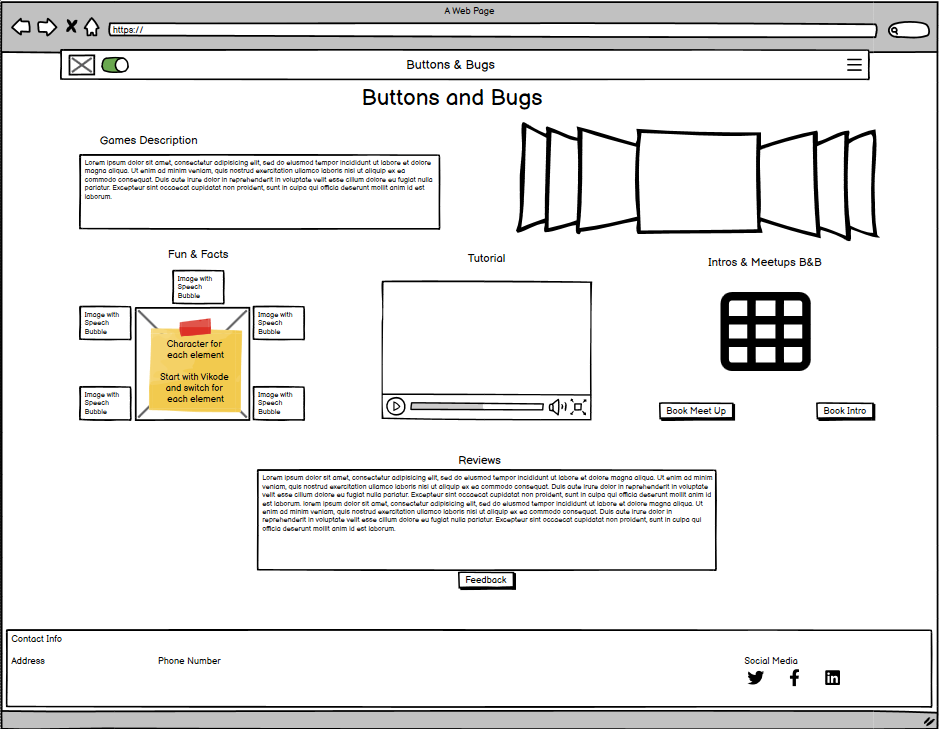 A Web Page
https://
Buttons & Bugs
Buttons and Bugs
Games Description
Lorem ipsum dolor sit amet, consectetur adipisicing elit, sed do eiusmod tempor incididunt ut labore et dolore
magna aliqua. Ut enim ad minim veniam, quis nostrud exercitation ullamco laboris nisi ut aliquip ex ea
commodo consequat. Duis aute irure dolor in reprehenderit in voluptate velit esse cillum dolore eu fugiat nulla
pariatur. Excepteur sint occaecat cupidatat non proident, sunt in culpa qui officia deserunt mollit anim id est
laborum.
Fun & Facts
Image with
Speech
Bubble
Image with
Speech
Bubble
Image with
Speech
Bubble
Character for
each element
Start with Vikode
and switch for
each element
Image with
Speech
Bubble
Image with
Speech
Bubble
Tutorial
Intros & Meetups B&B
Book Meet Up
Book Intro
Reviews
Lorem ipsum dolor sit amet, consectetur adipisicing elit, sed do eiusmod tempor incididunt ut labore et dolore magna aliqua. Ut enim ad minim
veniam, quis nostrud exercitation ullamco laboris nisi ut aliquip ex ea commodo consequat. Duis aute irure dolor in reprehenderit in voluptate
velit esse cillum dolore eu fugiat nulla pariatur. Excepteur sint occaecat cupidatat non proident, sunt in culpa qui officia deserunt mollit anim id
est laborum. lorem ipsum dolor sit amet, consectetur adipisicing elit, sed do eiusmod tempor incididunt ut labore et dolore magna aliqua. Ut
enim ad minim veniam, quis nostrud exercitation ullamco laboris nisi ut aliquip ex ea commodo consequat. Duis aute irure dolor in
reprehenderit in voluptate velit esse cillum dolore eu fugiat nulla pariatur. Excepteur sint occaecat cupidatat non proident, sunt in culpa qui
officia deserunt mollit anim id est laborum.
Feedback
Contact Info
Address
Phone Number
Social Media